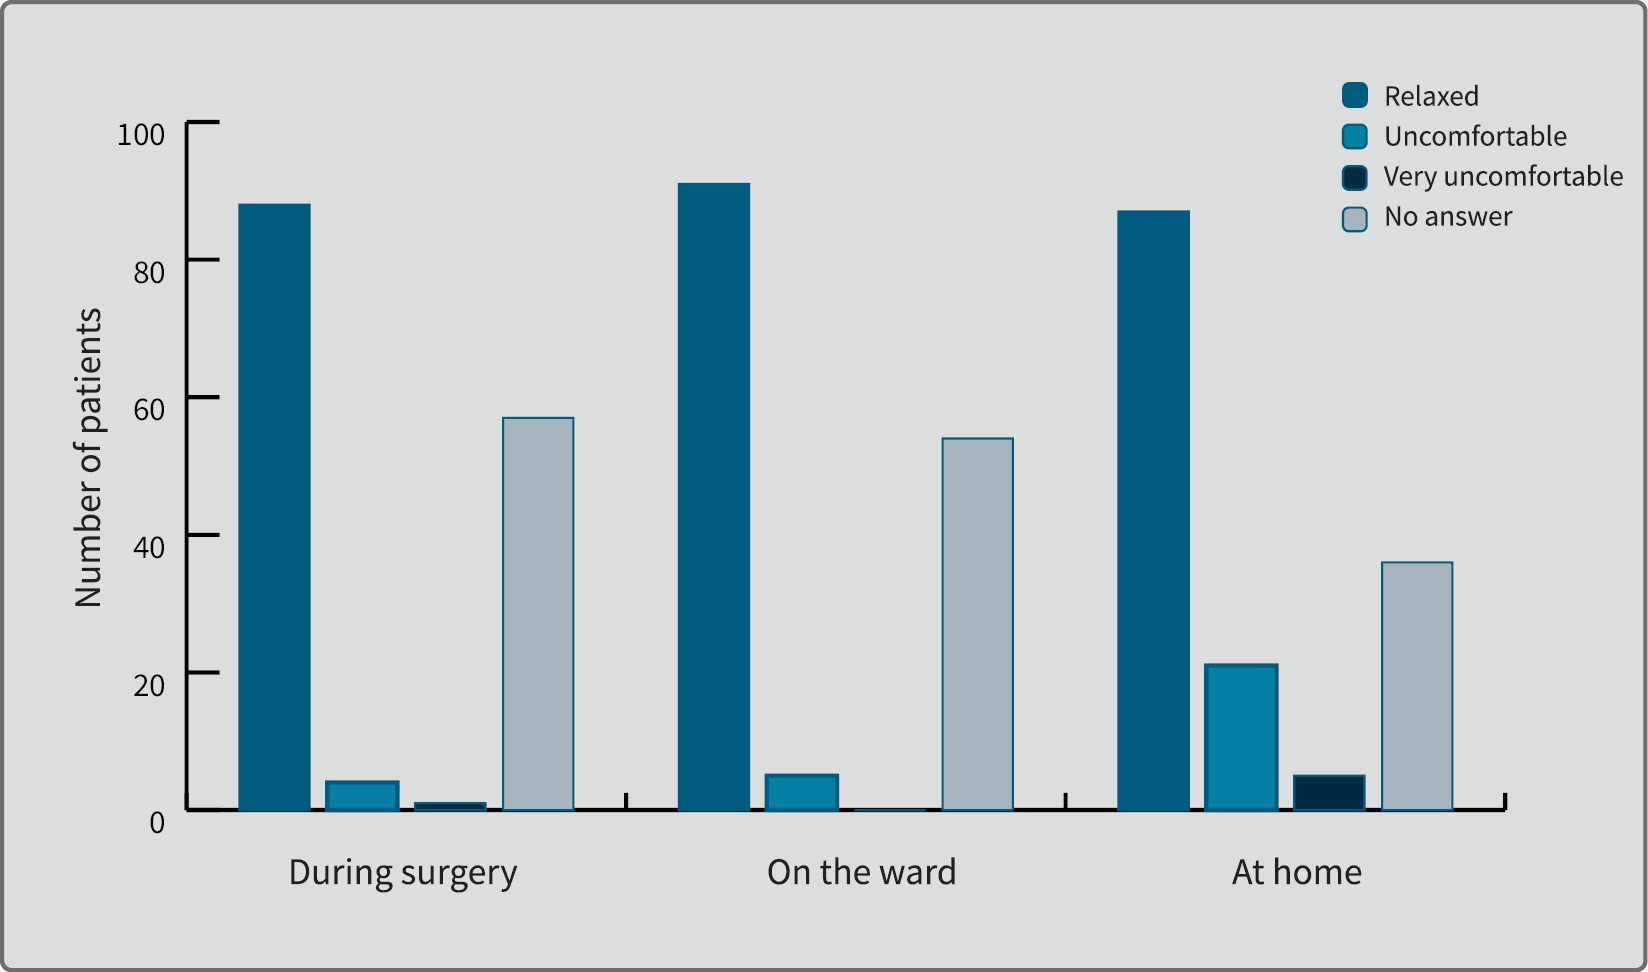 Relaxed
Uncomfortable
Very uncomfortable
No answer
Number of patients
100
80
60
40
20
0
During surgery
On the ward
At home